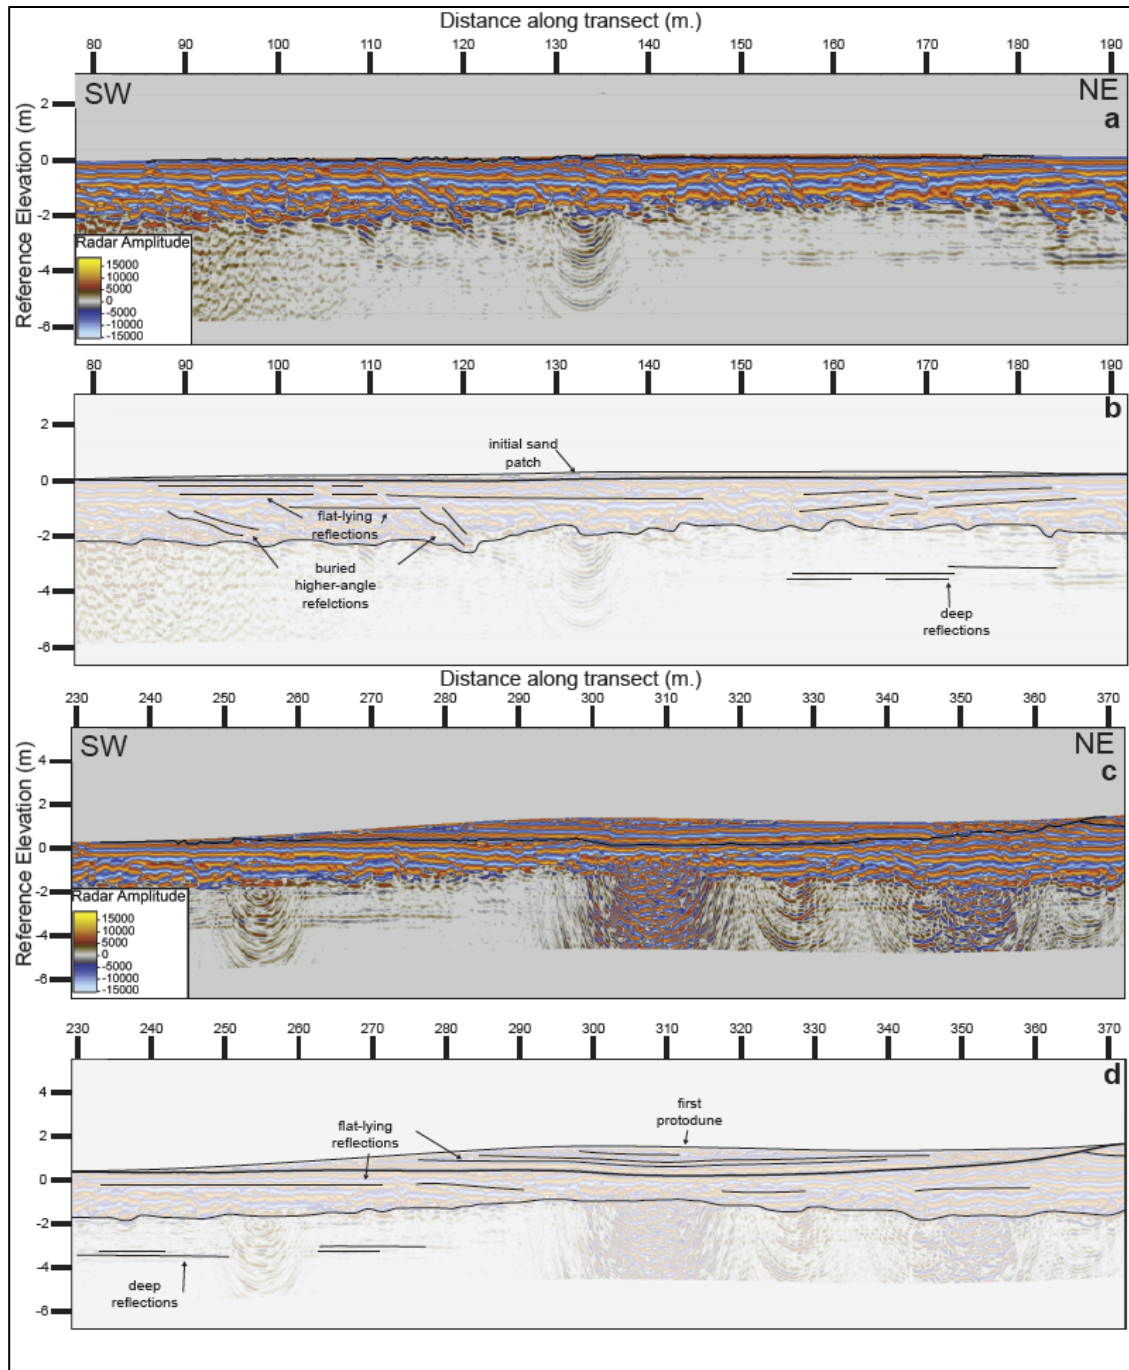 Distance along transect (m.)
80 90 100 110 120 130 140 150 160 170 180 190
SW NE
a
Reference Elevation (m)
2
0
-2
-4
-6
Radar Amplitude
15000
10000
5000
0
-5000
-10000
-15000
80 90 100 110 120 130 140 150 160 170 180 190
b
2
0
-2
-4
-6
initial sand
patch
flat-lying
reflections
buried
higher-angle
refelctions
deep
reflections
Distance along transect (m.)
230 240 250 260 270 280 290 300 310 320 330 340 350 360 370
SW NE
c
Reference Elevation (m)
4
2
0
-2
-4
-6
Radar Amplitude
15000
10000
5000
0
-5000
-10000
-15000
230 240 250 260 270 280 290 300 310 320 330 340 350 360 370
d
4
2
0
-2
-4
-6
first
protodune
flat-lying
reflections
deep
reflections